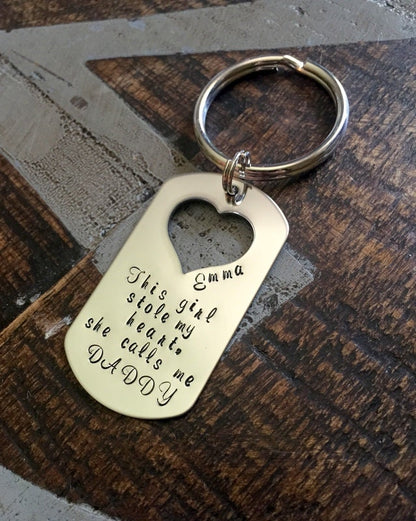 Emma
This girl
stole my
heart.
she calls me
DADDY